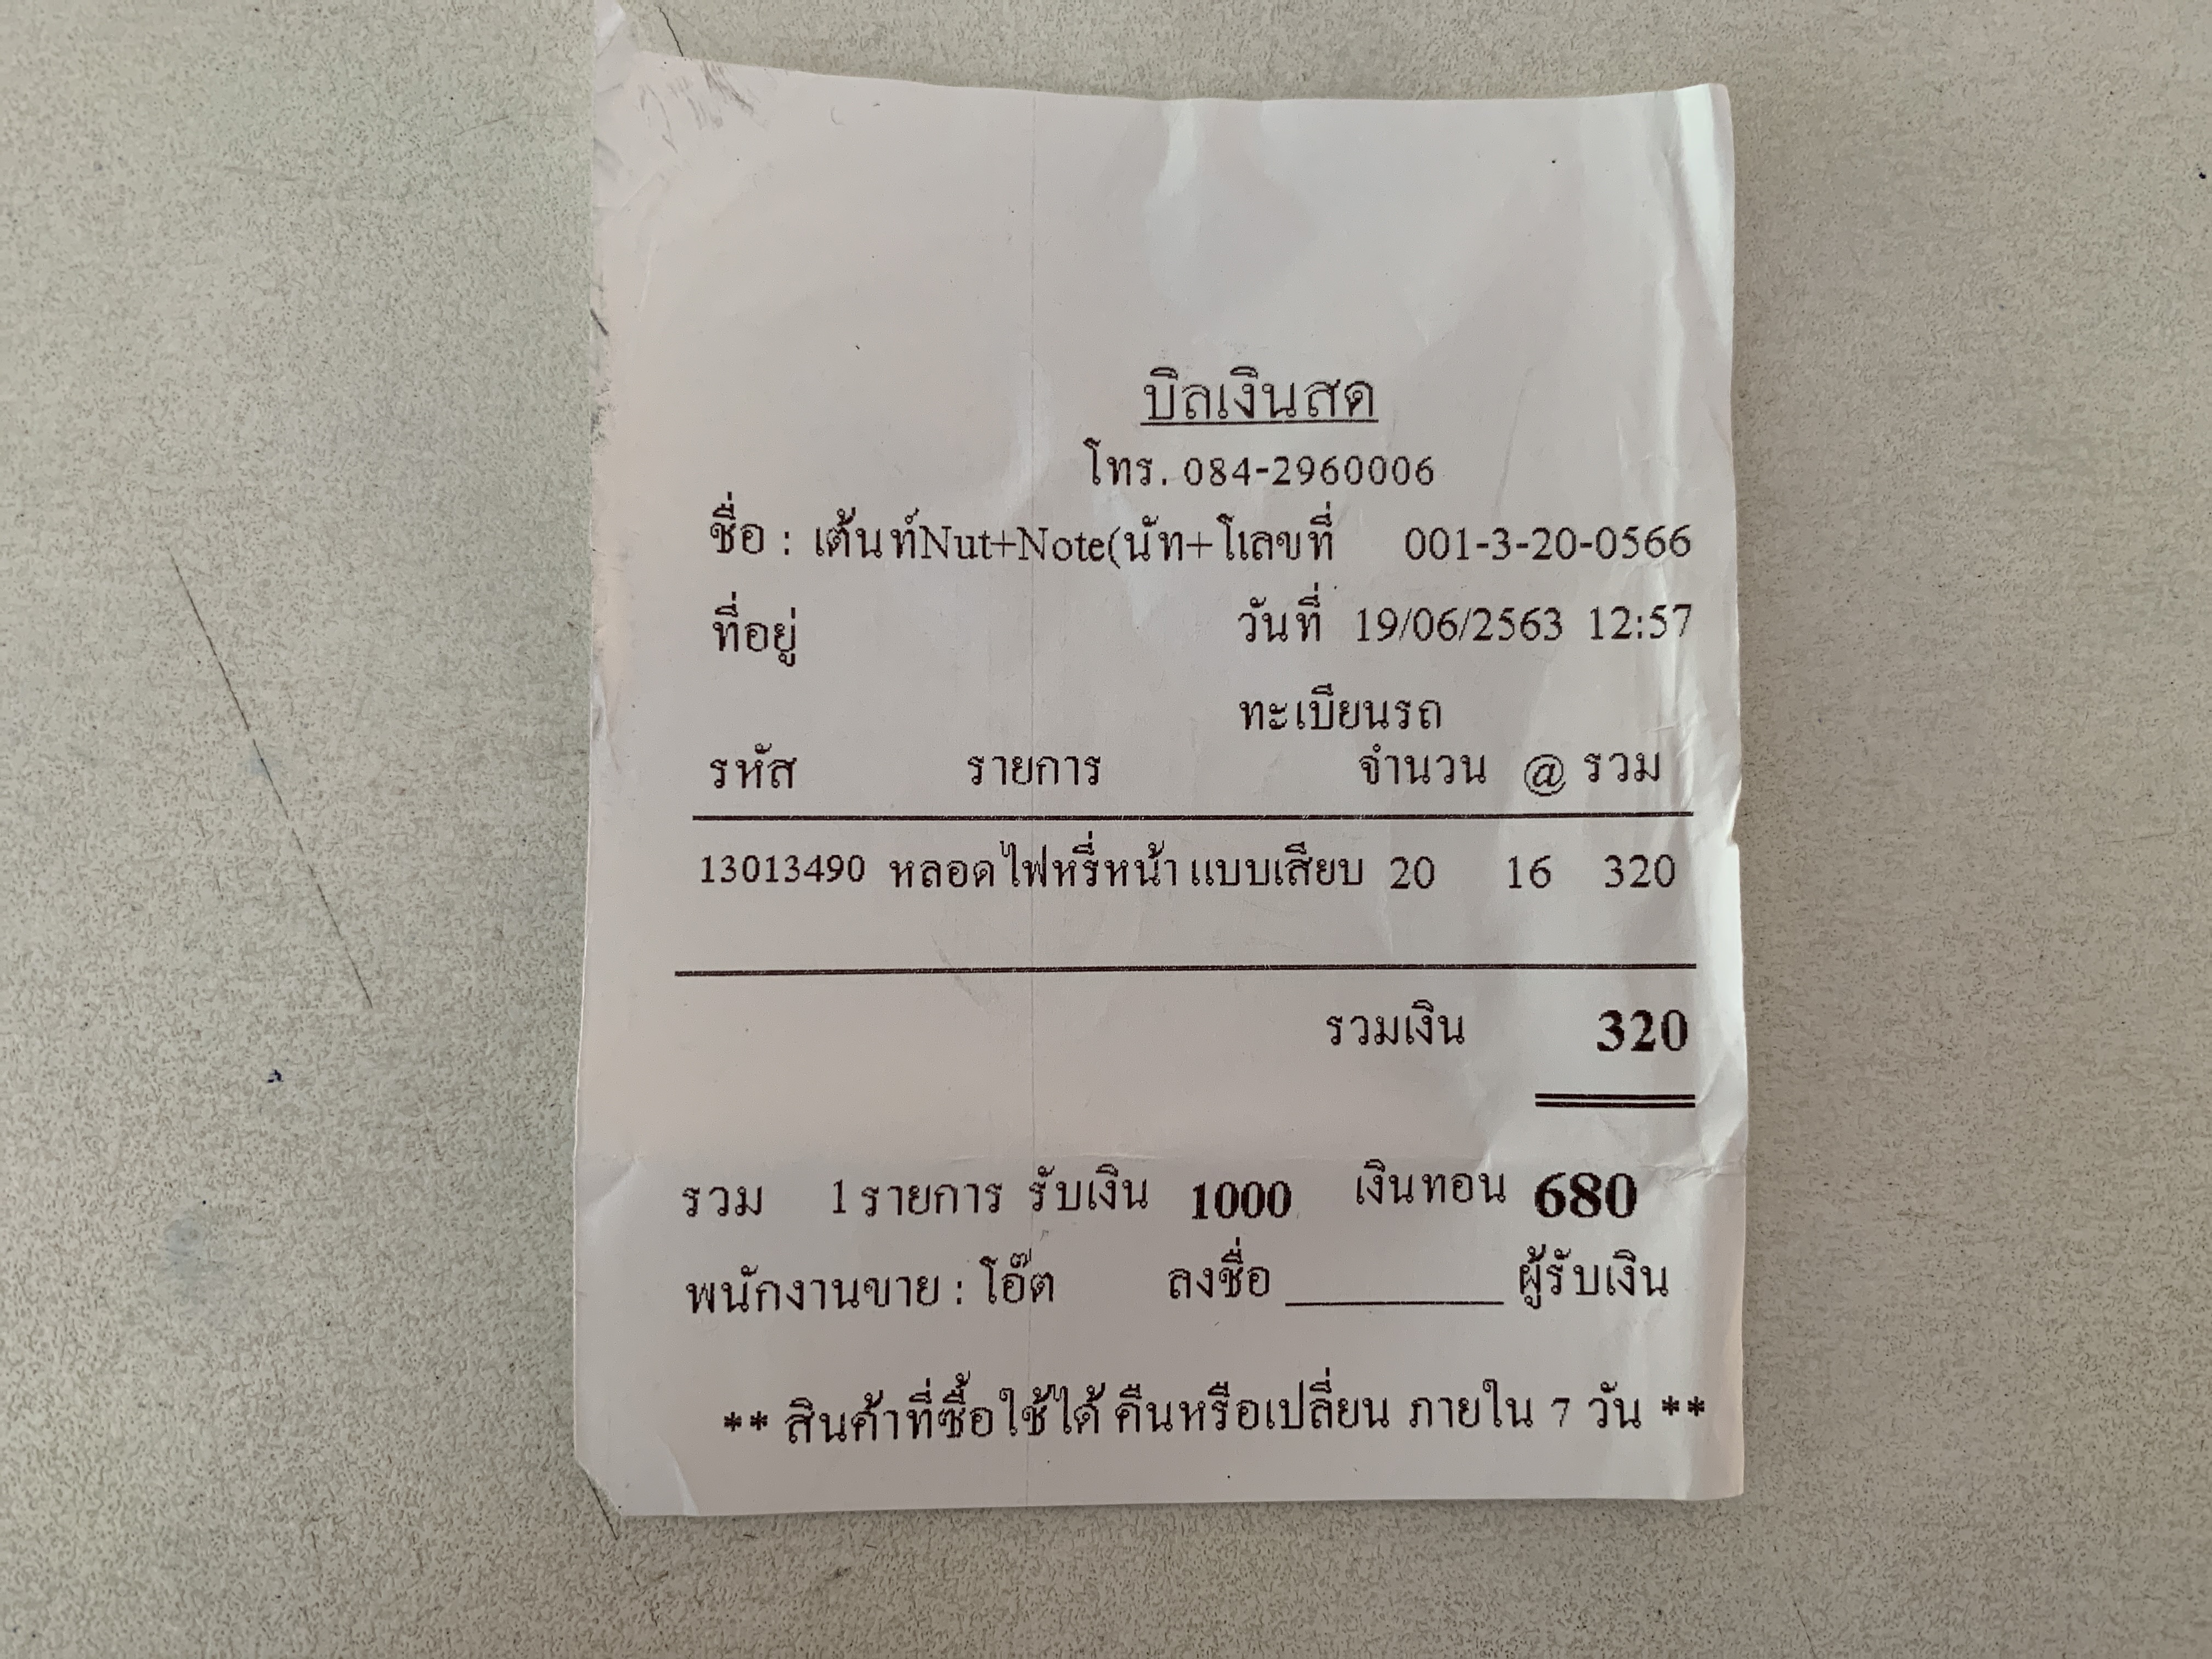 บิลเงินสด
โทร. 084-2960006
ชื่อ : เต้นท์Nut+Note(นัท+โเลขที่ 001-3-20-0566
ที่อยู่ วันที่ 19/06/2563 12:57
ทะเบียนรถ
รหัส รายการ จำนวน @ รวม
13013490 หลอดไฟหรี่หน้า แบบเสียบ 20 16 320
รวมเงิน 320
รวม 1 รายการ รับเงิน 1000 เงินทอน 680
พนักงานขาย : โอ๊ต ลงชื่อ __________ ผู้รับเงิน
** สินค้าที่ซื้อใช้ได้ คืนหรือเปลี่ยน ภายใน 7 วัน **